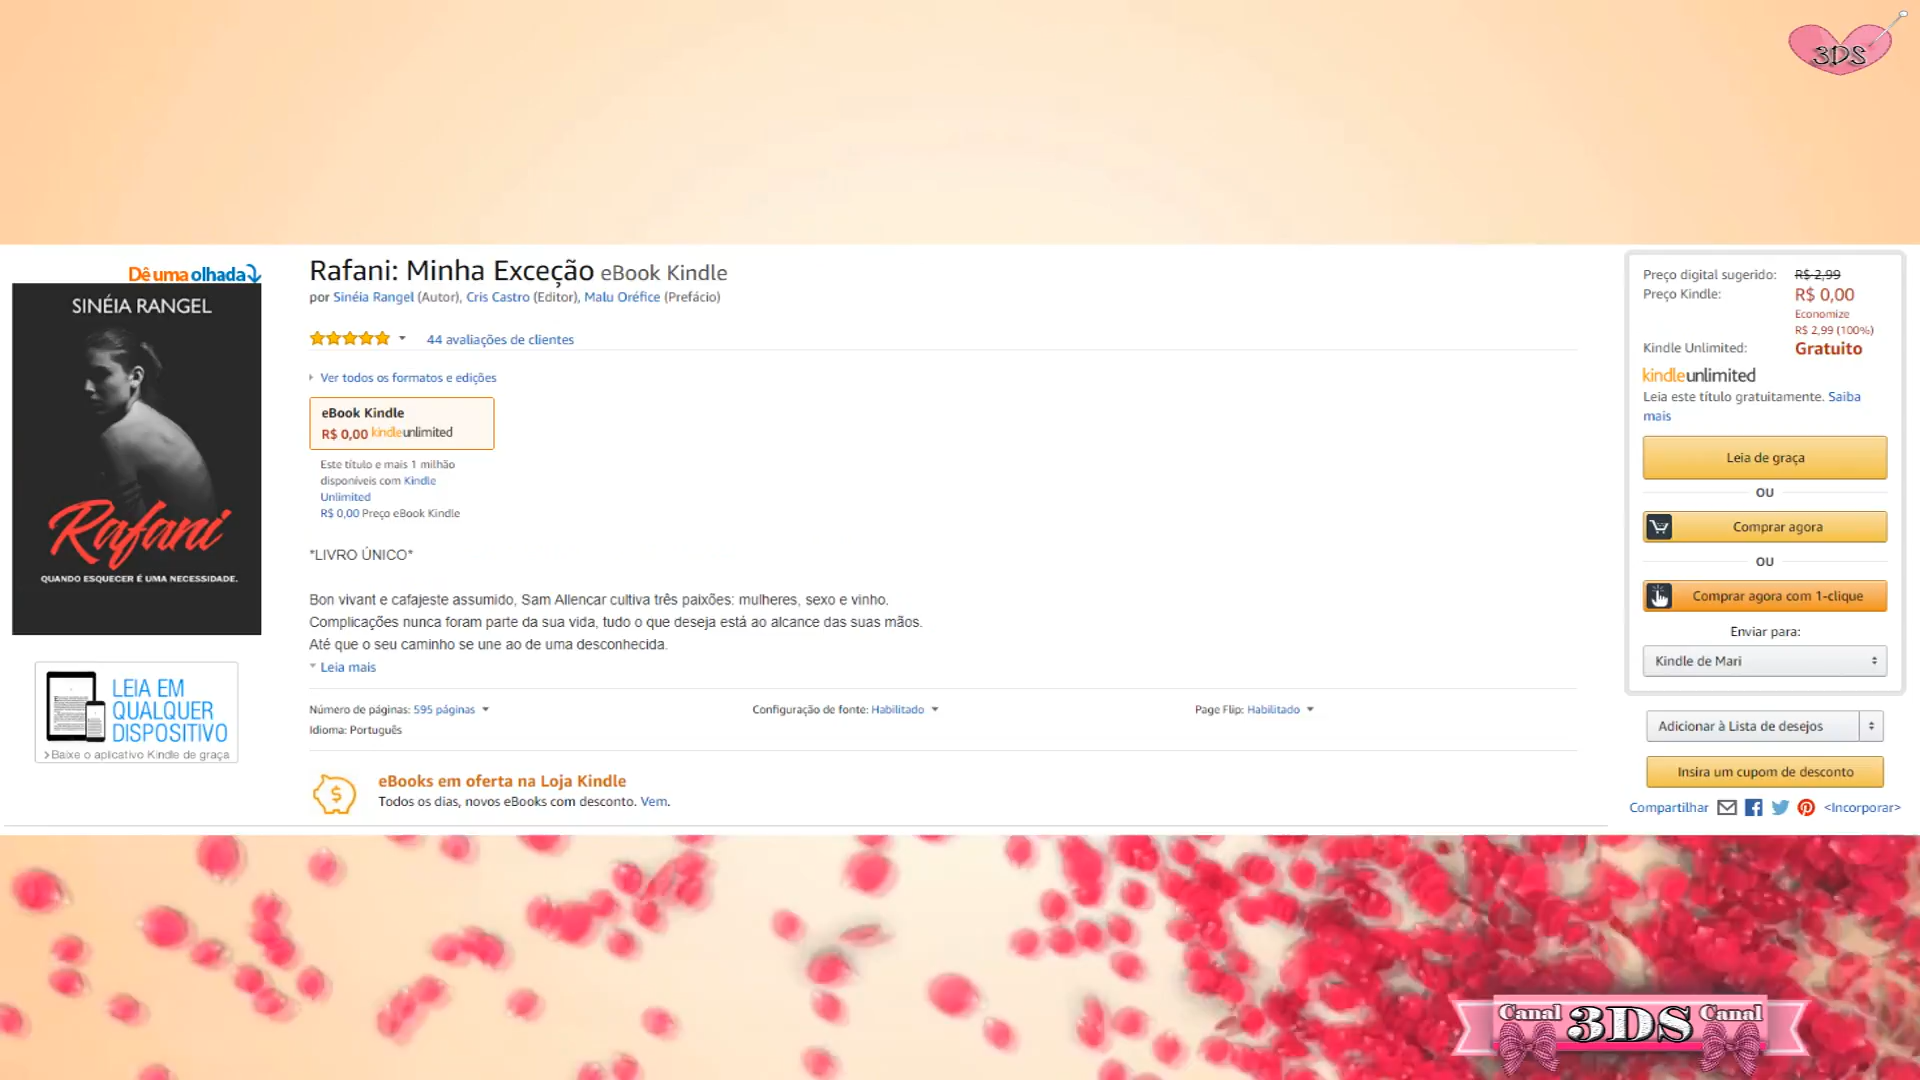 3DS
Dê uma olhada
SINÉIA RANGEL
Rafani
QUANDO ESQUECER É UMA NECESSIDADE.
LEIA EM
QUALQUER
DISPOSITIVO
>Baixe o aplicativo Kindle de graça
Rafani: Minha Exceção eBook Kindle
por Sinéia Rangel (Autor), Cris Castro (Editor), Malu Oréfice (Prefácio)
44 avaliações de clientes
Ver todos os formatos e edições
eBook Kindle
R$ 0,00 kindleunlimited
Este título e mais 1 milhão
disponíveis com Kindle
Unlimited
R$ 0,00 Preço eBook Kindle
*LIVRO ÚNICO*
Bon vivant e cafajeste assumido, Sam Allencar cultiva três paixões: mulheres, sexo e vinho.
Complicações nunca foram parte da sua vida, tudo o que deseja está ao alcance das suas mãos.
Até que o seu caminho se une ao de uma desconhecida.
Leia mais
Número de páginas: 595 páginas
Configuração de fonte: Habilitado
Page Flip: Habilitado
Idioma: Português
eBooks em oferta na Loja Kindle
Todos os dias, novos eBooks com desconto. Vem.
Preço digital sugerido: R$ 2,99
Preço Kindle: R$ 0,00
Economize
R$ 2,99 (100%)
Kindle Unlimited: Gratuito
kindleunlimited
Leia este título gratuitamente. Saiba
mais
Leia de graça
OU
Comprar agora
OU
Comprar agora com 1-clique
Enviar para:
Kindle de Mari
Adicionar à Lista de desejos
Insira um cupom de desconto
Compartilhar <Incorporar>
Canal 3DS Canal